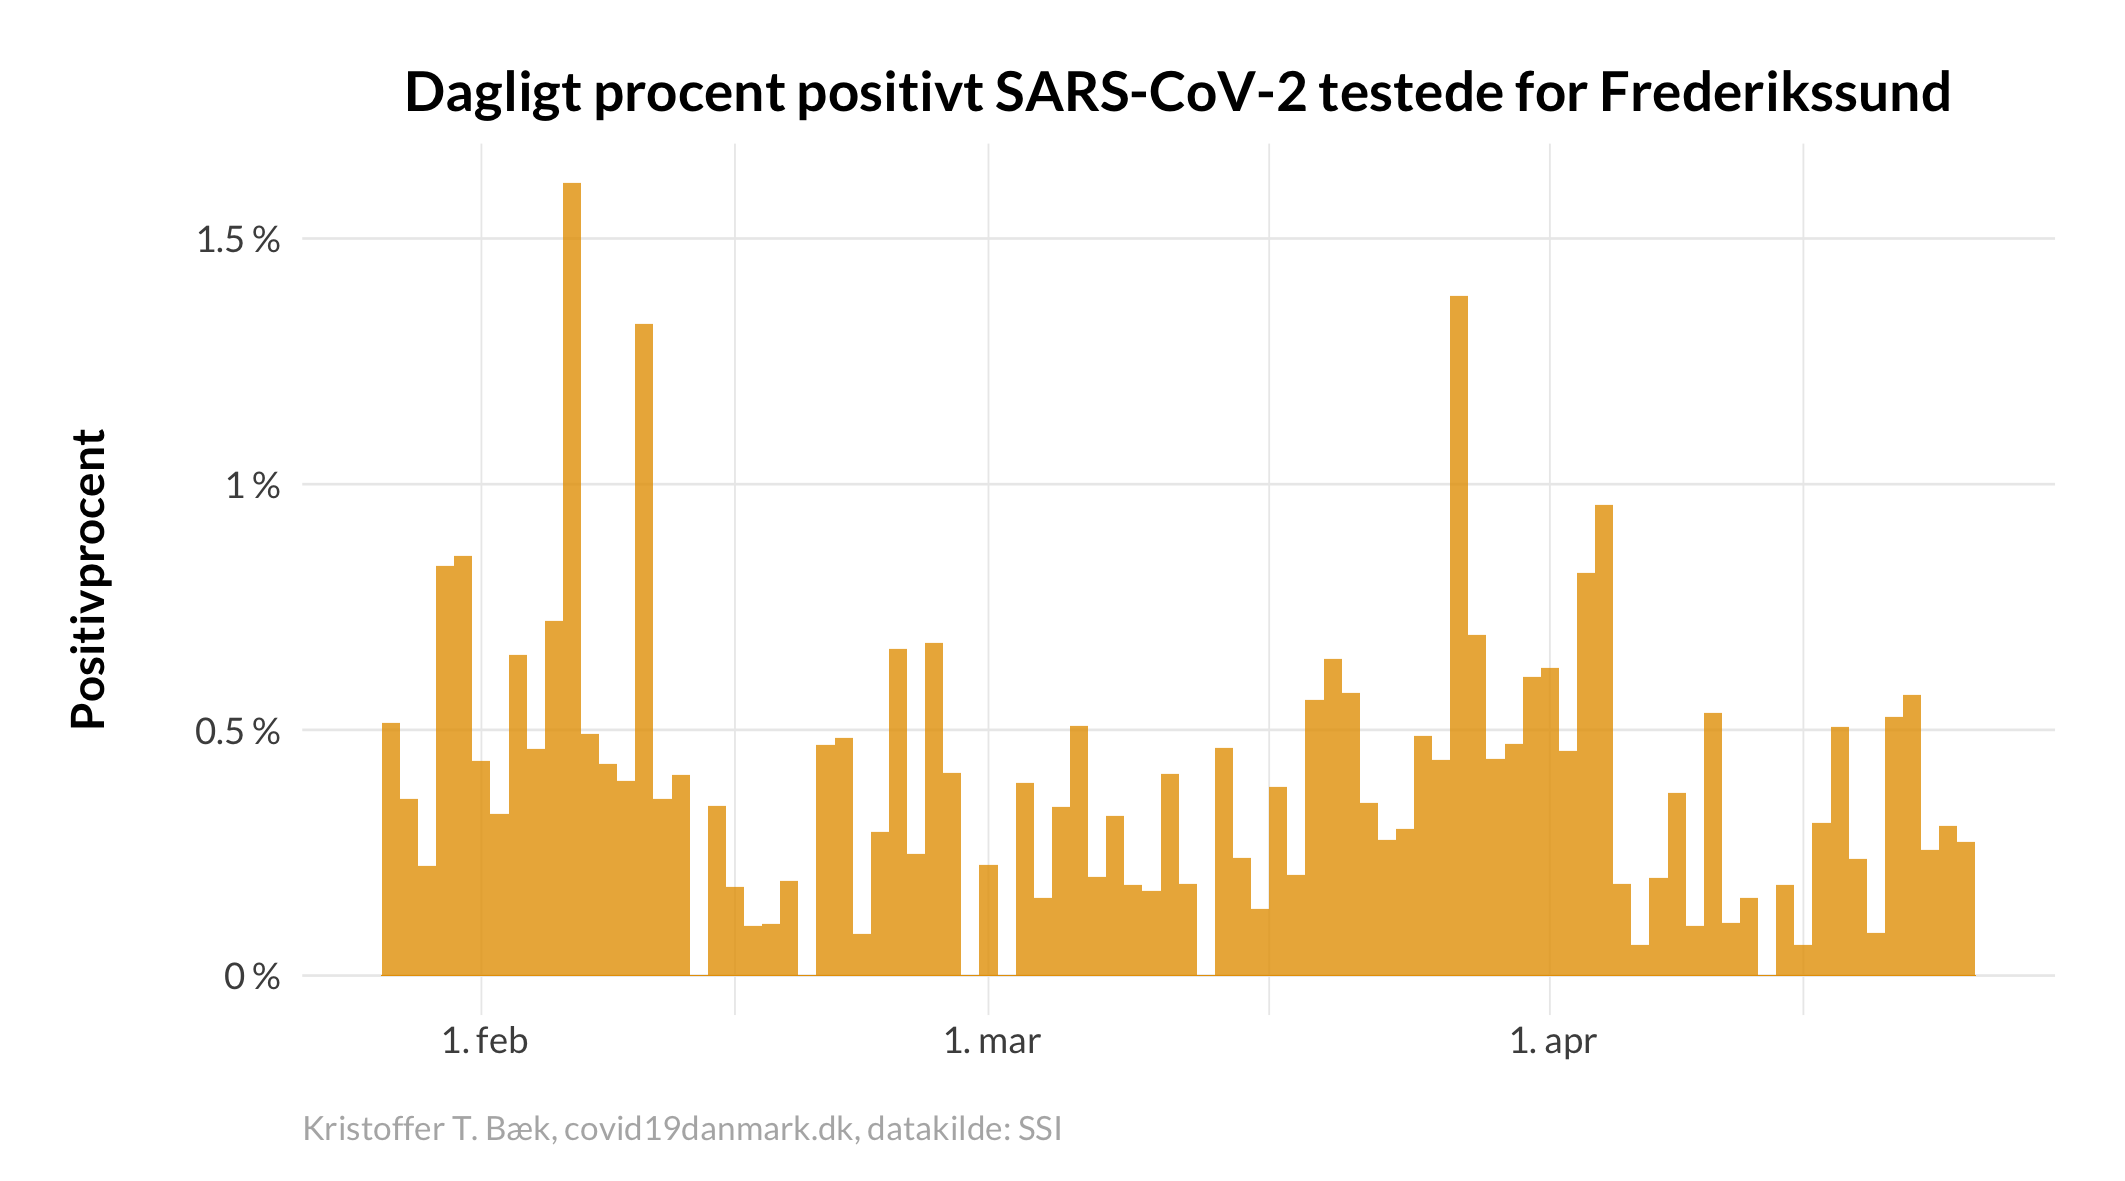 Dagligt procent positivt SARS-CoV-2 testede for Frederikssund
Positivprocent
1.5 %
1 %
0.5 %
0 %
1. feb
1. mar
1. apr
Kristoffer T. Bæk, covid19danmark.dk, datakilde: SSI